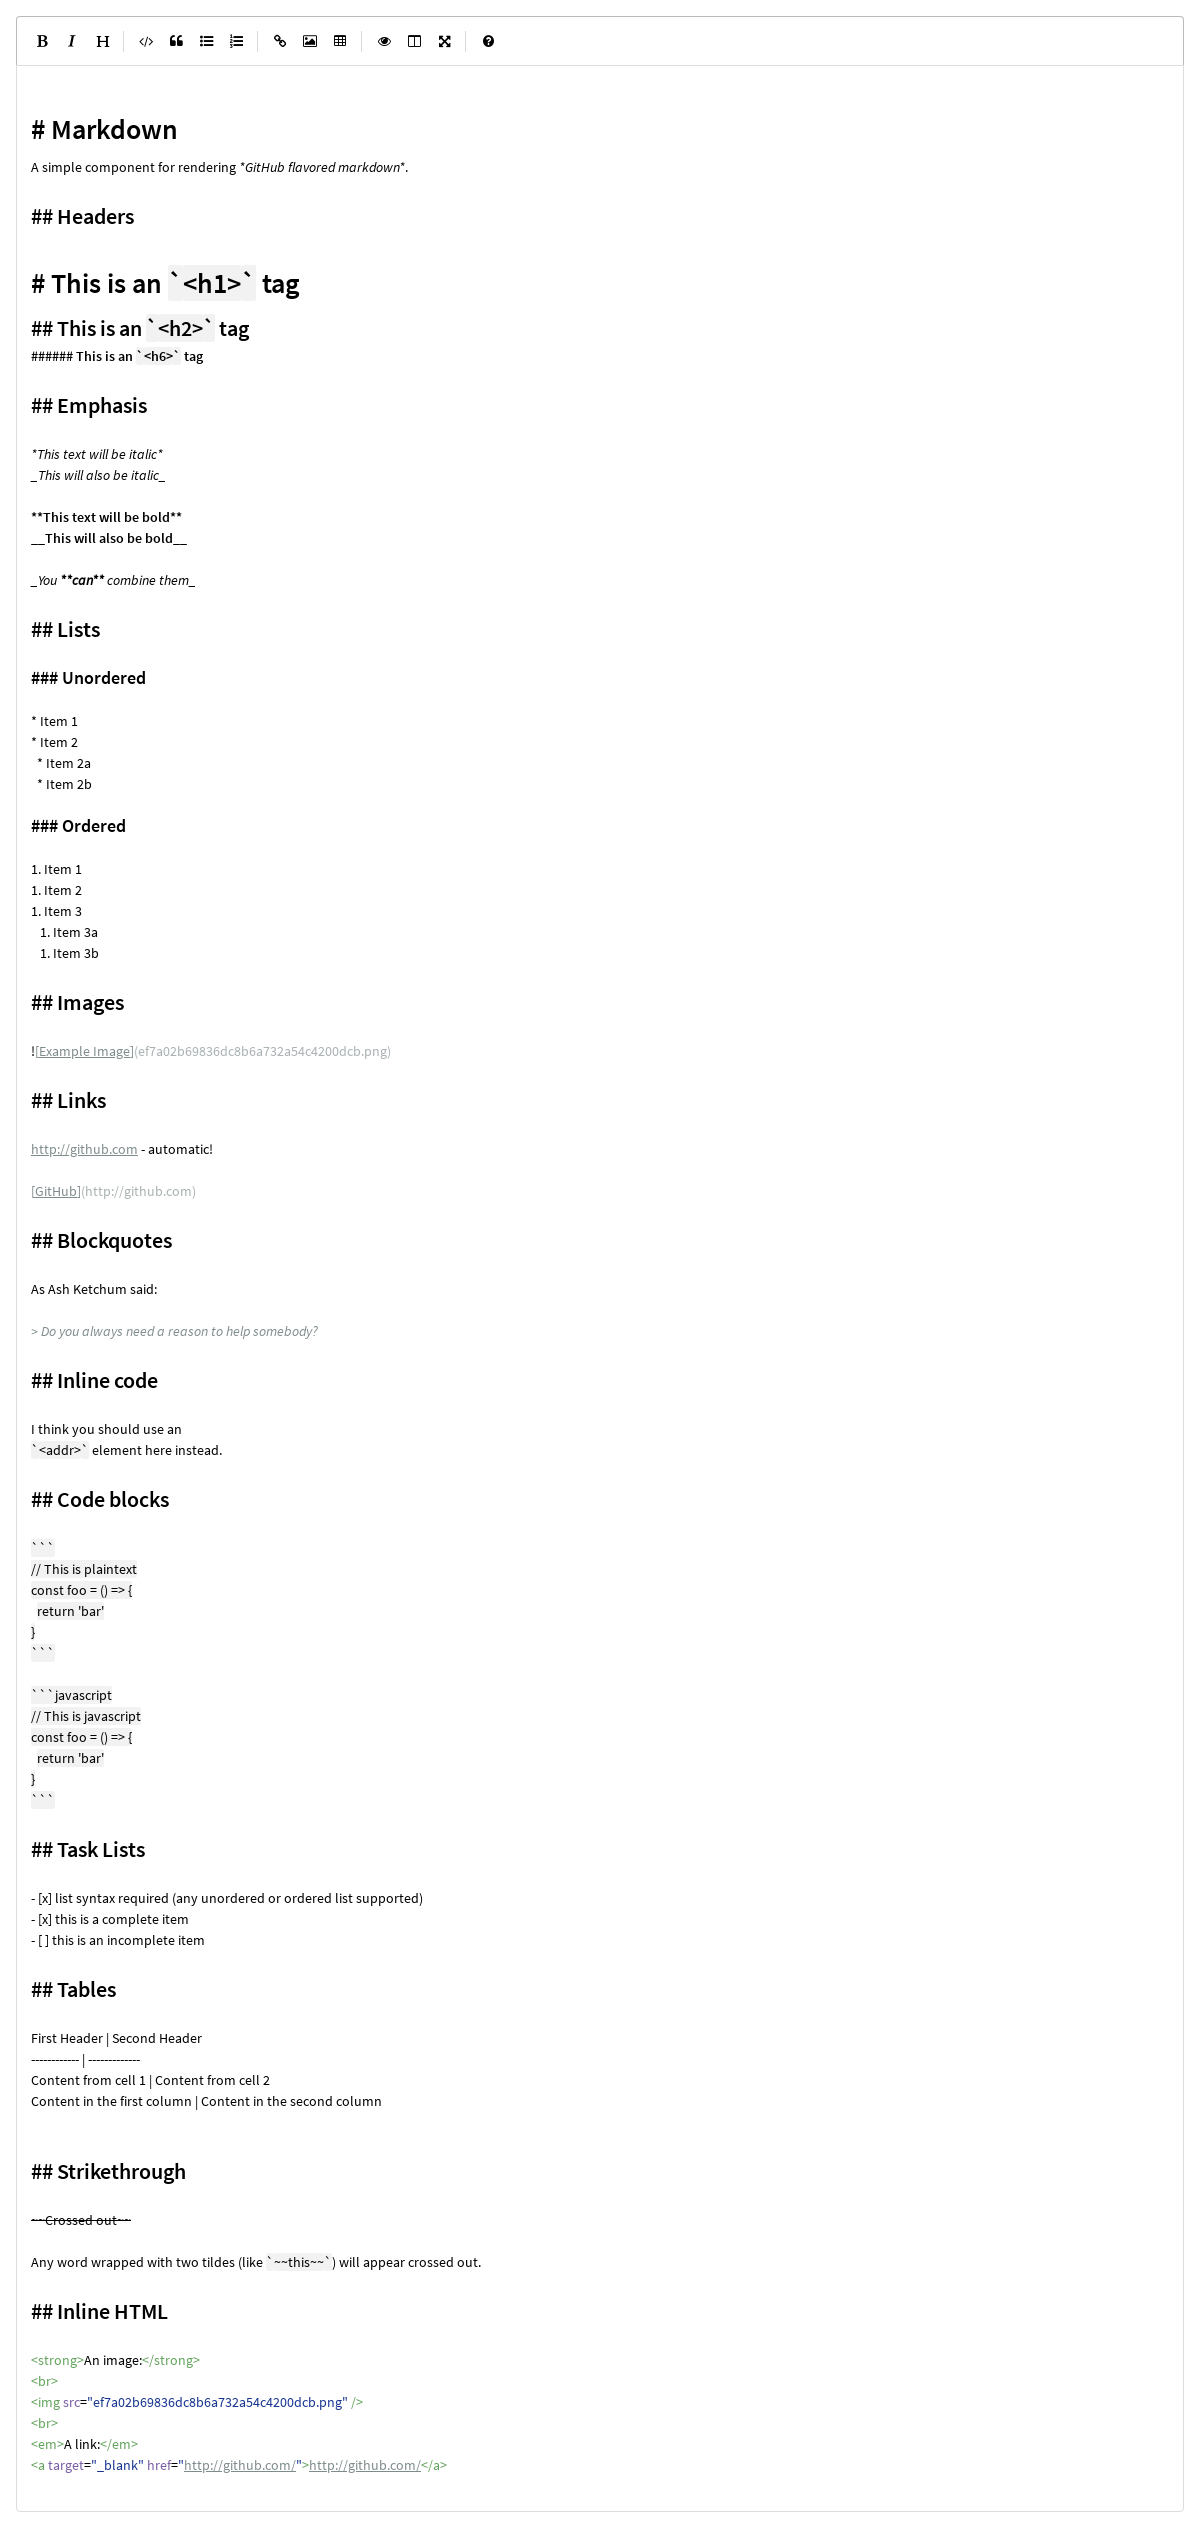 B I H
# Markdown
A simple component for rendering *GitHub flavored markdown*.
## Headers
# This is an `<h1>` tag
## This is an `<h2>` tag
###### This is an `<h6>` tag
## Emphasis
*This text will be italic*
_This will also be italic_
**This text will be bold**
__This will also be bold__
_You **can** combine them_
## Lists
### Unordered
* Item 1
* Item 2
  * Item 2a
  * Item 2b
### Ordered
1. Item 1
1. Item 2
1. Item 3
   1. Item 3a
   1. Item 3b
## Images
![Example Image](ef7a02b69836dc8b6a732a54c4200dcb.png)
## Links
http://github.com - automatic!
[GitHub](http://github.com)
## Blockquotes
As Ash Ketchum said:
> Do you always need a reason to help somebody?
## Inline code
I think you should use an
`<addr>` element here instead.
## Code blocks
```
// This is plaintext
const foo = () => {
  return 'bar'
}
```
```javascript
// This is javascript
const foo = () => {
  return 'bar'
}
```
## Task Lists
- [x] list syntax required (any unordered or ordered list supported)
- [x] this is a complete item
- [ ] this is an incomplete item
## Tables
First Header | Second Header
------------ | -------------
Content from cell 1 | Content from cell 2
Content in the first column | Content in the second column
## Strikethrough
~~Crossed out~~
Any word wrapped with two tildes (like `~~this~~`) will appear crossed out.
## Inline HTML
<strong>An image:</strong>
<br>
<img src="ef7a02b69836dc8b6a732a54c4200dcb.png" />
<br>
<em>A link:</em>
<a target="_blank" href="http://github.com/">http://github.com/</a>